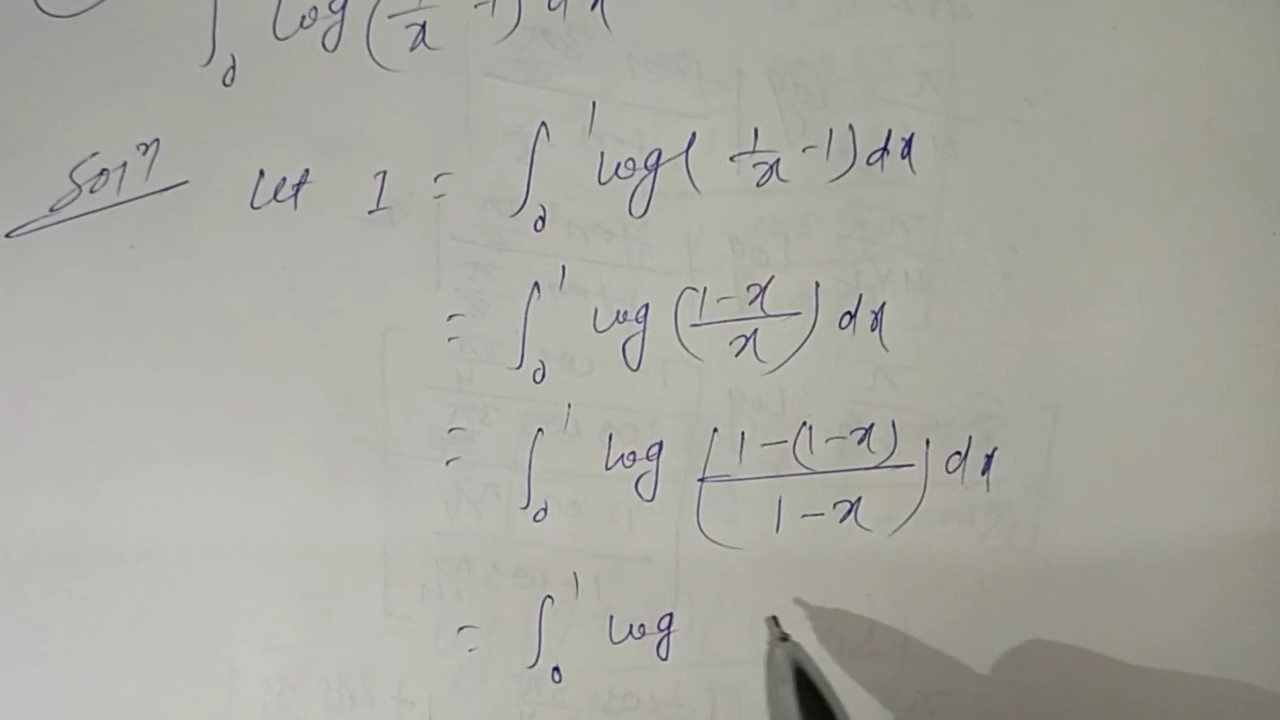 ∫₀ log(1/x -1) dx
Solⁿ Let I = ∫₀¹ log( 1/x -1) dx
= ∫₀¹ log (1-x/x) dx
= ∫₀¹ log (1-(1-x)/1-x) dx
= ∫₀¹ log